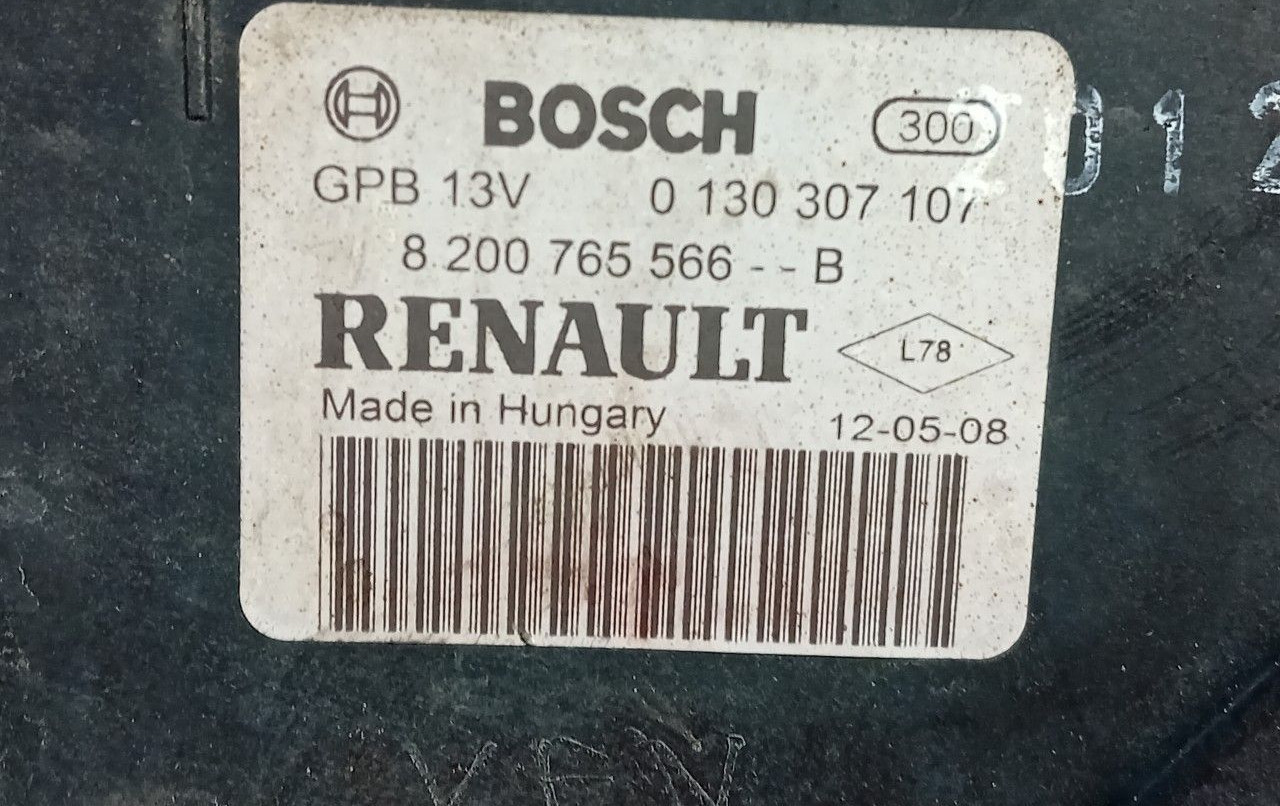 BOSCH 300
GPB 13V 0 130 307 107
8 200 765 566 - - B
RENAULT L78
Made in Hungary 12-05-08
2012